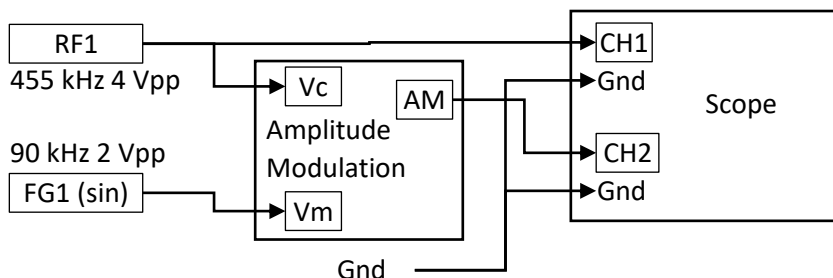 RF1
455 kHz 4 Vpp
90 kHz 2 Vpp
FG1 (sin)
Vc
AM
Amplitude
Modulation
Vm
Gnd
CH1
Gnd
Scope
CH2
Gnd